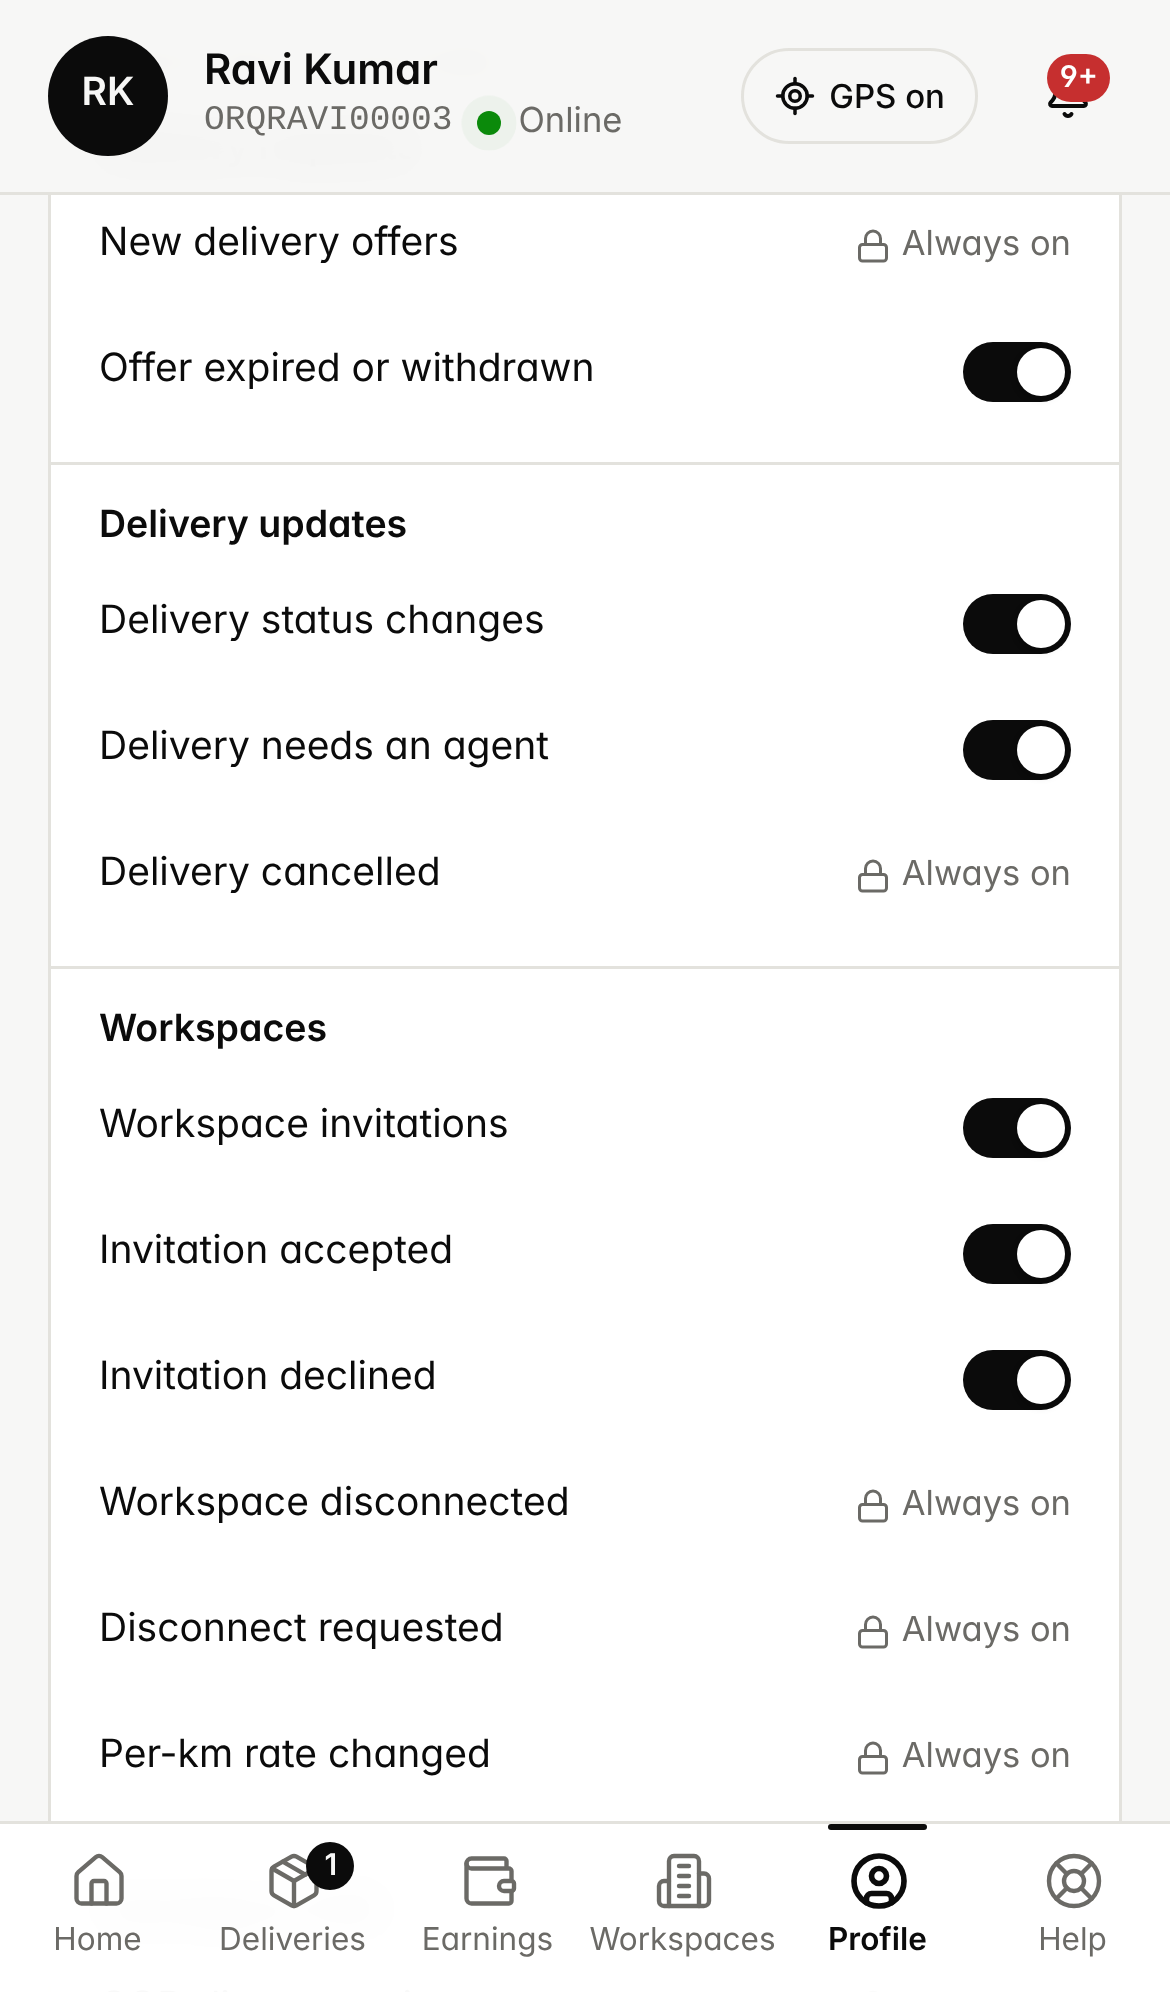 RK
Ravi Kumar
ORQRAVI00003 Online
GPS on
9+
New delivery offers Always on
Offer expired or withdrawn
Delivery updates
Delivery status changes
Delivery needs an agent
Delivery cancelled Always on
Workspaces
Workspace invitations
Invitation accepted
Invitation declined
Workspace disconnected Always on
Disconnect requested Always on
Per-km rate changed Always on
1
Home Deliveries Earnings Workspaces Profile Help